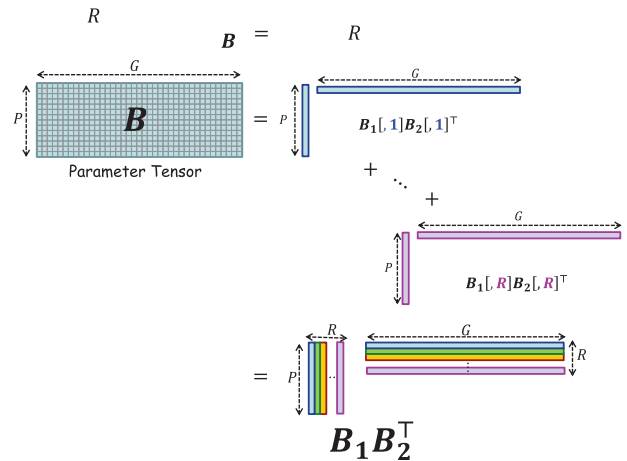 R
B = R
G
P
B
Parameter Tensor
=
P
G
B₁[, 1]B₂[, 1]⊤
+ ⋱ +
G
P
B₁[, R]B₂[, R]⊤
=
R
P
G
R
B₁B₂⊤